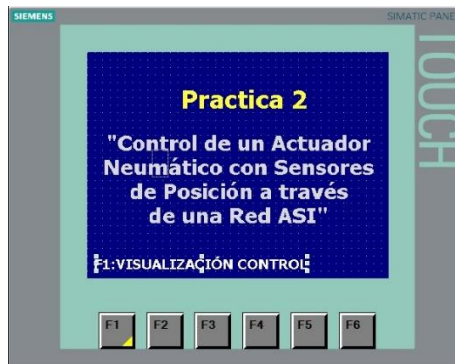 SIEMENS
SIMATIC PANE
TOUCH
Practica 2
"Control de un Actuador
Neumático con Sensores
de Posición a través
de una Red ASI"
F1:VISUALIZACIÓN CONTROL
F1 F2 F3 F4 F5 F6